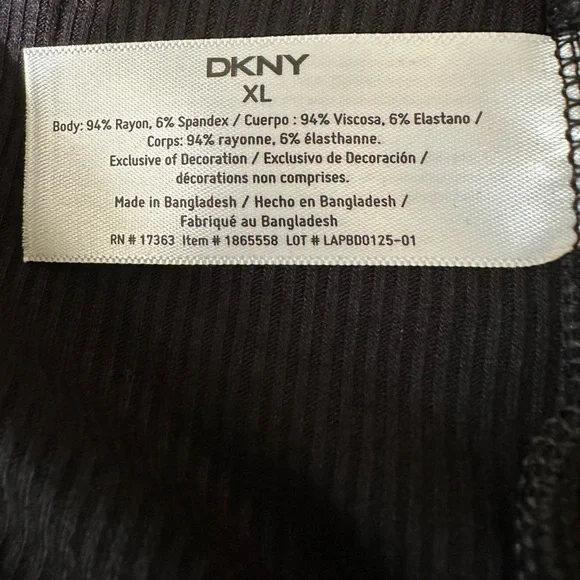 DKNY
XL
Body: 94% Rayon, 6% Spandex / Cuerpo : 94% Viscosa, 6% Elastano /
Corps: 94% rayonne, 6% élasthanne.
Exclusive of Decoration / Exclusivo de Decoración /
décorations non comprises.
Made in Bangladesh / Hecho en Bangladesh /
Fabriqué au Bangladesh
RN # 17363 Item # 1865558 LOT # LAPBD0125-01